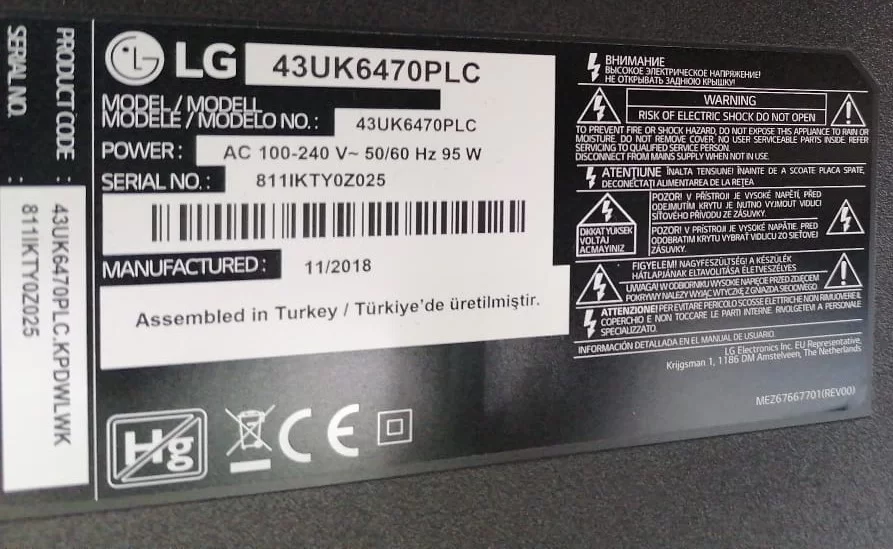 LG 43UK6470PLC
MODEL / MODELL
MODÈLE / MODELO NO. : 43UK6470PLC
POWER : AC 100-240 V~ 50/60 Hz 95 W
SERIAL NO. : 811IKTY0Z025
MANUFACTURED : 11/2018
Assembled in Turkey / Türkiye'de üretilmiştir.
Hg
CE
PRODUCT CODE : 43UK6470PLC.KPDWLWK
SERIAL NO. : 811IKTY0Z025
ВНИМАНИЕ
ВЫСОКОЕ ЭЛЕКТРИЧЕСКОЕ НАПРЯЖЕНИЕ!
НЕ ОТКРЫВАТЬ ЗАДНЮЮ КРЫШКУ!
WARNING
RISK OF ELECTRIC SHOCK DO NOT OPEN
TO PREVENT FIRE OR SHOCK HAZARD, DO NOT EXPOSE THIS APPLIANCE TO RAIN OR
MOISTURE. DO NOT REMOVE COVER. NO USER SERVICEABLE PARTS INSIDE. REFER
SERVICING TO QUALIFIED SERVICE PERSON.
DISCONNECT FROM MAINS SUPPLY WHEN NOT IN USE.
ATENŢIUNE ÎNALTA TENSIUNE! ÎNAINTE DE A SCOATE PLACA SPATE,
DECONECTAŢI ALIMENTAREA DE LA REŢEA
DIKKAT YUKSEK
VOLTAJ
ACMAYINIZ
POZOR! V PŘÍSTROJI JE VYSOKÉ NAPĚTÍ, PŘED
ODEJMUTÍM KRYTU JE NUTNO VYJMOUT VIDLICI
SÍŤOVÉHO PŘÍVODU ZE ZÁSUVKY.
POZOR! V PRÍSTROJI JE VYSOKÉ NAPÄTIE. PRED
ODOBRATÍM KRYTU VYBRAŤ VIDLICU ZO SIEŤOVEJ
ZÁSUVKY.
FIGYELEM! NAGYFESZÜLTSÉG! A KÉSZÜLÉK
HÁTLAPJÁNAK ELTÁVOLÍTÁSA ÉLETVESZÉLYES
UWAGA! W ODBIORNIKU WYSOKIE NAPIĘCIE PRZED ZDJĘCIEM
POKRYWY NALEŻY WYJĄĆ WTYCZKĘ Z GNIAZDA SIECIOWEGO
ATTENZIONE! PER EVITARE PERICOLO SCOSSE ELETTRICHE NON RIMUOVERE IL
COPERCHIO E NON TOCCARE LE PARTI INTERNE. RIVOLGETEVI A PERSONALE
SPECIALIZZATO.
INFORMACIÓN DETALLADA EN EL MANUAL DE USUARIO.
LG Electronics Inc. EU Representative,
Krijgsman 1, 1186 DM Amstelveen, The Netherlands
MEZ67667701(REV00)